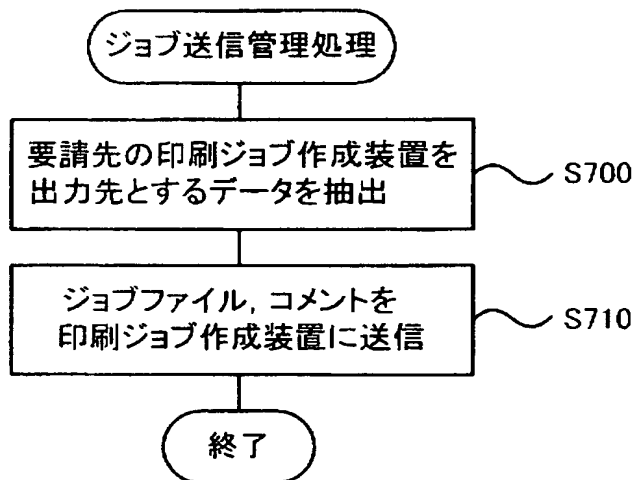 ジョブ送信管理処理
要請先の印刷ジョブ作成装置を
出力先とするデータを抽出
S700
ジョブファイル,コメントを
印刷ジョブ作成装置に送信
S710
終了